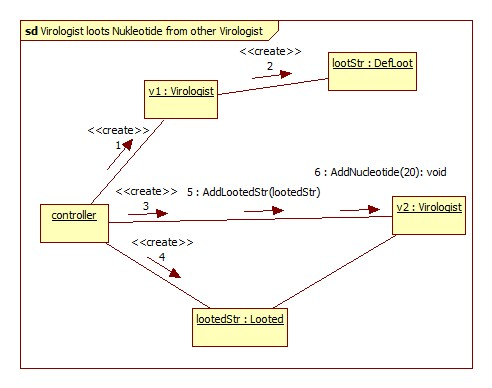 sd Virologist loots Nukleotide from other Virologist
<<create>>
2
lootStr : DefLoot
v1 : Virologist
<<create>>
1
6 : AddNucleotide(20): void
<<create>>
3
5 : AddLootedStr(lootedStr)
controller
v2 : Virologist
<<create>>
4
lootedStr : Looted